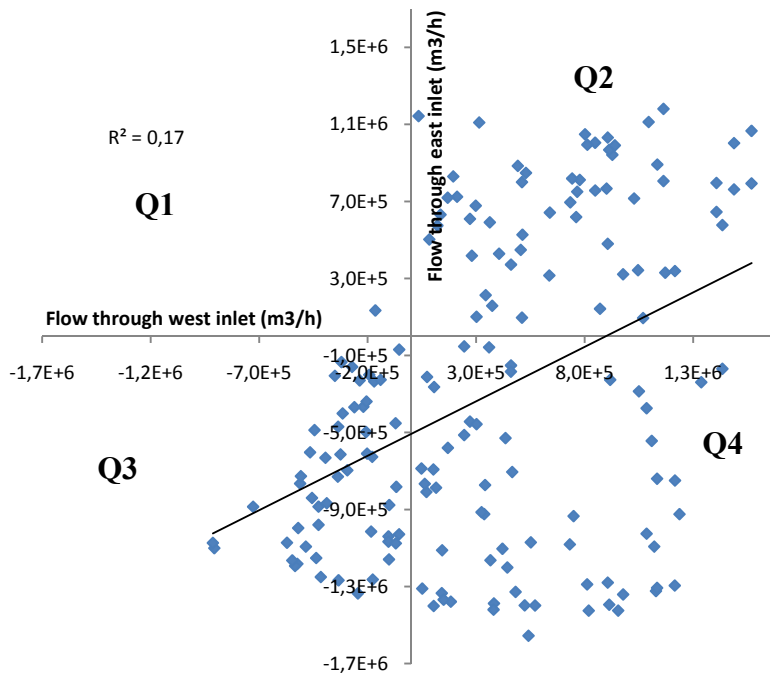 Flow through east inlet (m3/h)
1,5E+6
Q2
1,1E+6
R² = 0,17
7,0E+5
Q1
3,0E+5
Flow through west inlet (m3/h)
-1,0E+5
-1,7E+6 -1,2E+6 -7,0E+5 -2,0E+5 3,0E+5 8,0E+5 1,3E+6
-5,0E+5
Q3
Q4
-9,0E+5
-1,3E+6
-1,7E+6